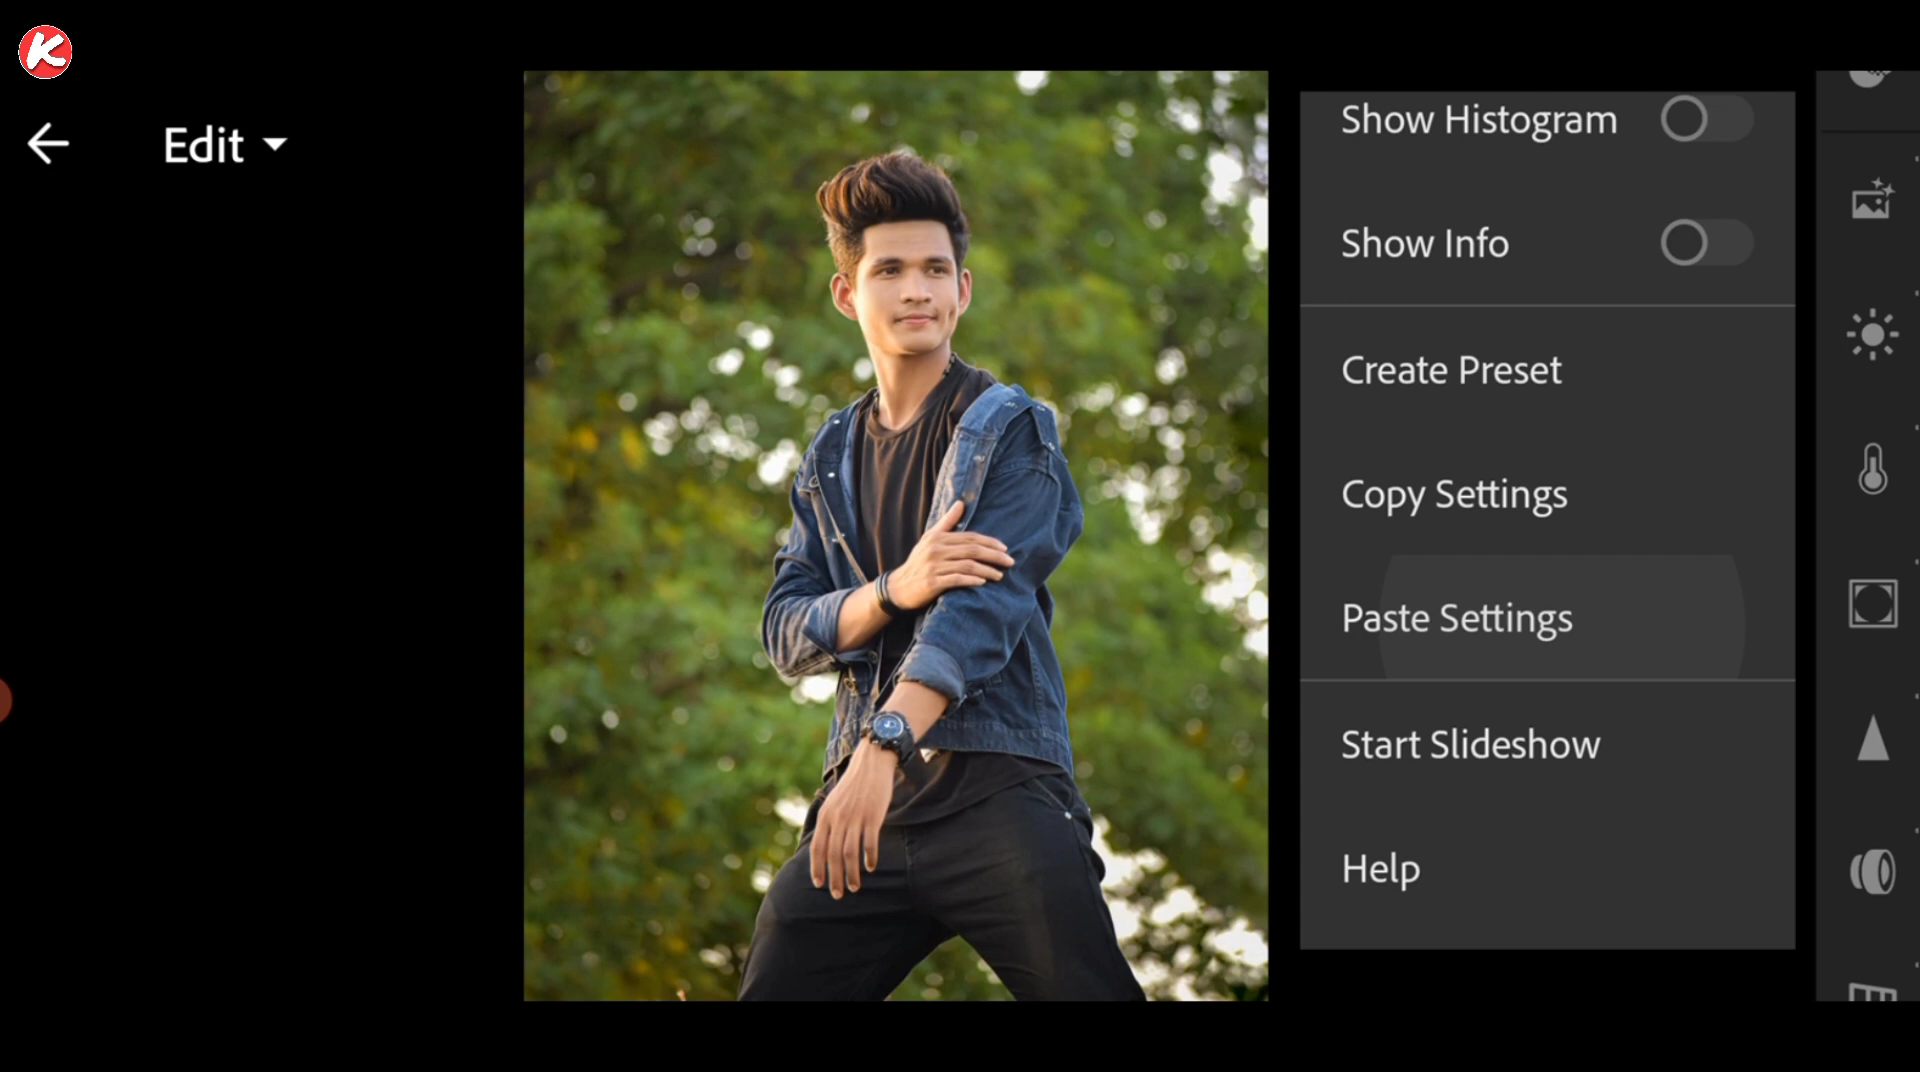 K
Edit
Show Histogram
Show Info
Create Preset
Copy Settings
Paste Settings
Start Slideshow
Help